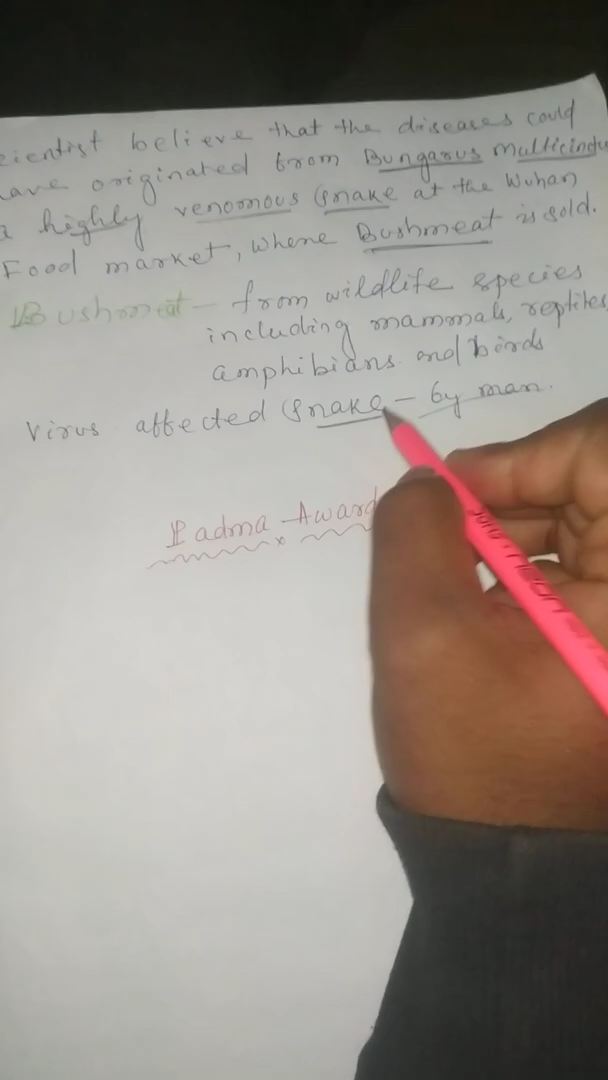 cientist believe that the diseases could
have originated from Bungarus multicinctu
a highly venomous snake at the Wuhan
Food market, where Bushmeat is sold.
Bushmeat - from wildlife species
including mammals, reptiles,
amphibians and birds
Virus affected snake - by man.
Padma Award